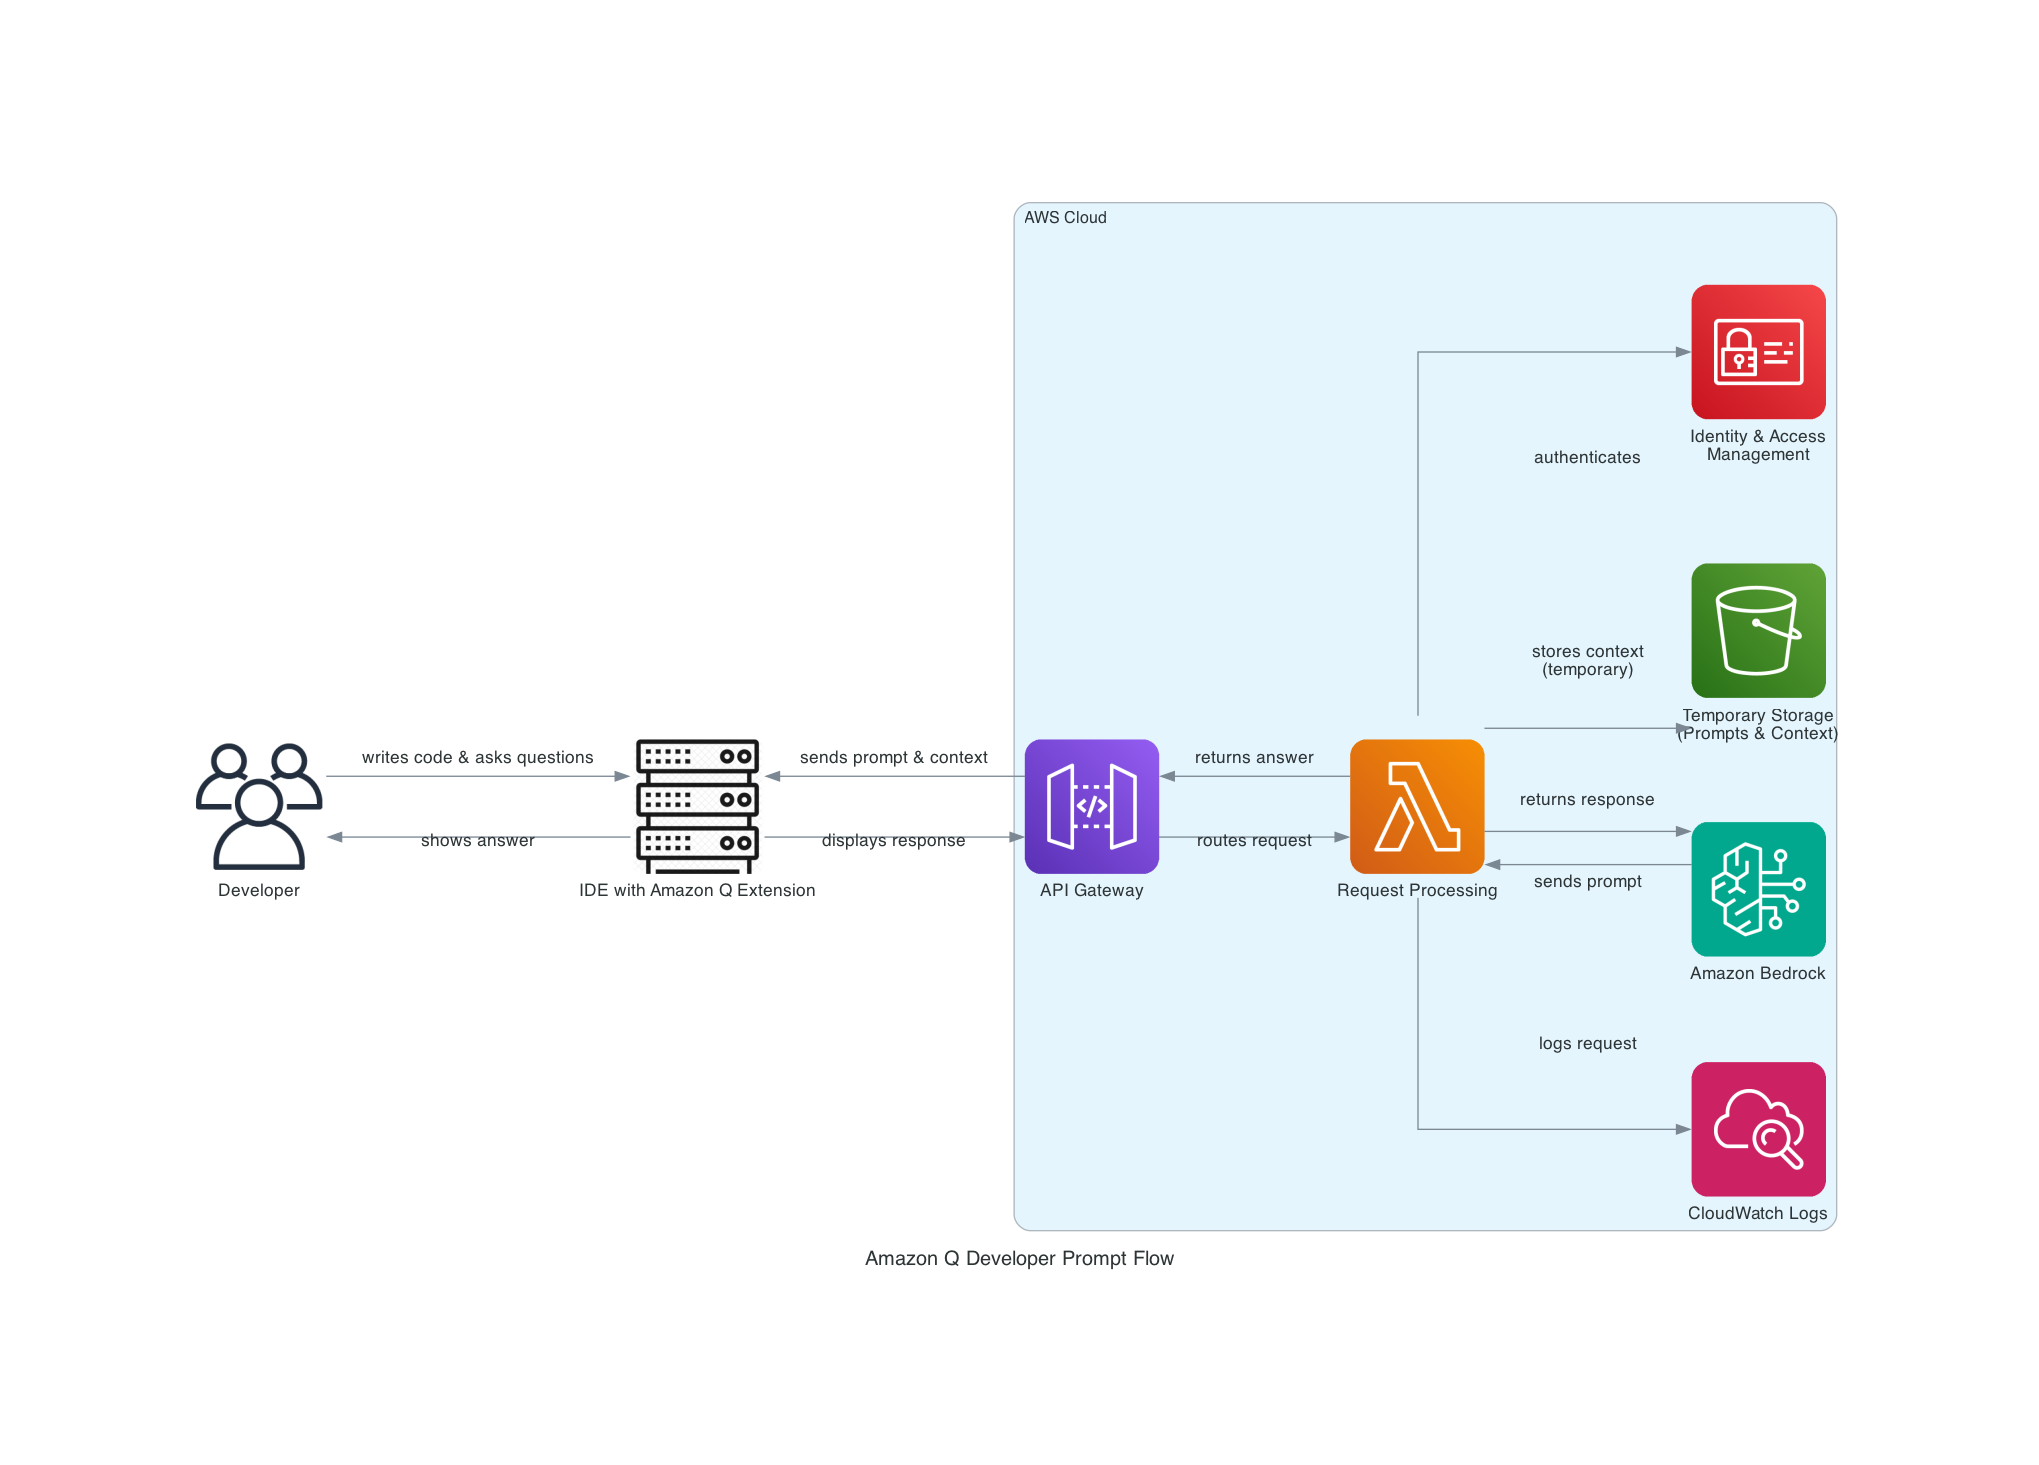 AWS Cloud
Identity & Access
Management
authenticates
stores context
(temporary)
Temporary Storage
(Prompts & Context)
writes code & asks questions
sends prompt & context
returns answer
returns response
shows answer
displays response
routes request
sends prompt
Developer
IDE with Amazon Q Extension
API Gateway
Request Processing
Amazon Bedrock
logs request
CloudWatch Logs
Amazon Q Developer Prompt Flow